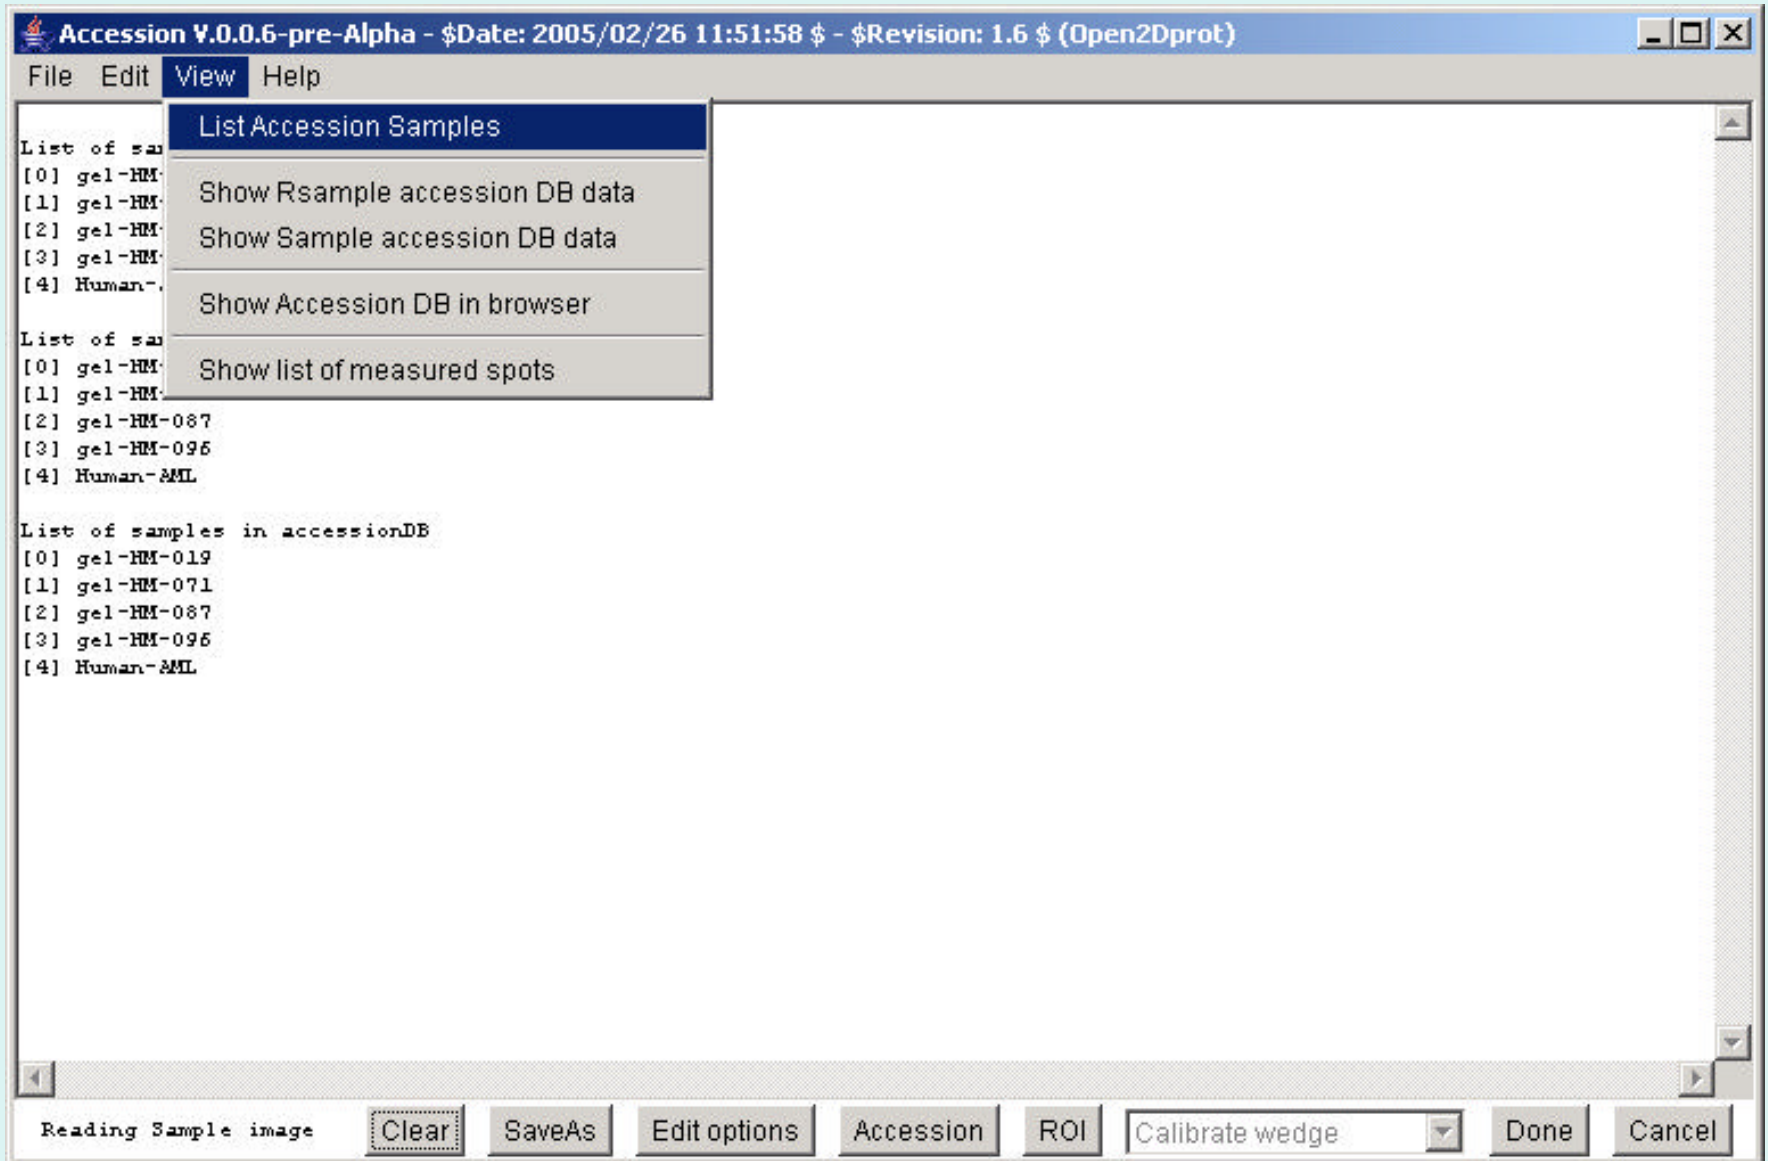 Accession V.0.0.6-pre-Alpha - $Date: 2005/02/26 11:51:58 $ - $Revision: 1.6 $ (Open2Dprot)
File Edit View Help
List Accession Samples
Show Rsample accession DB data
Show Sample accession DB data
Show Accession DB in browser
Show list of measured spots
List of sa
[0] gel-HM-
[1] gel-HM-
[2] gel-HM-
[3] gel-HM-
[4] Human-
List of sa
[0] gel-HM-
[1] gel-HM-
[2] gel-HM-087
[3] gel-HM-096
[4] Human-AML
List of samples in accessionDB
[0] gel-HM-019
[1] gel-HM-071
[2] gel-HM-087
[3] gel-HM-096
[4] Human-AML
Reading Sample image Clear SaveAs Edit options Accession ROI Calibrate wedge Done Cancel